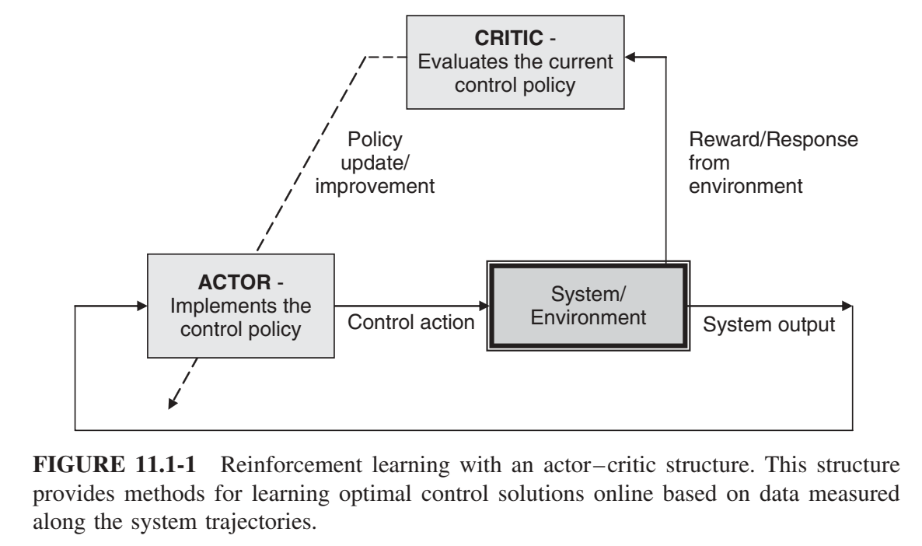 CRITIC -
Evaluates the current
control policy
Policy
update/
improvement
Reward/Response
from
environment
ACTOR -
Implements the
control policy
Control action
System/
Environment
System output
FIGURE 11.1-1 Reinforcement learning with an actor–critic structure. This structure
provides methods for learning optimal control solutions online based on data measured
along the system trajectories.